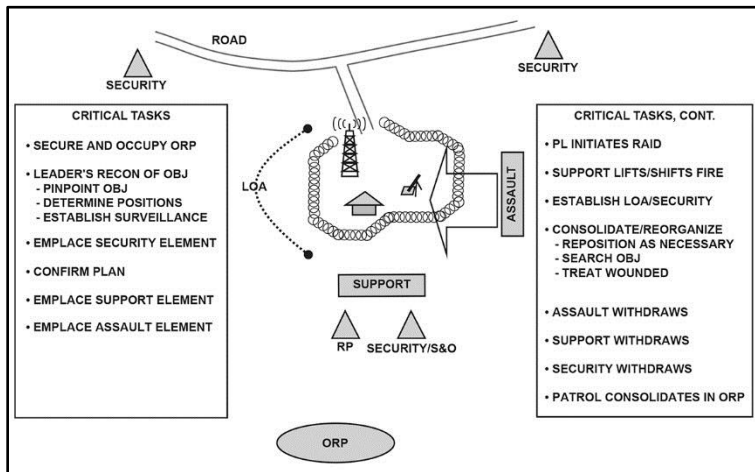 ROAD
SECURITY
SECURITY
CRITICAL TASKS
• SECURE AND OCCUPY ORP
• LEADER'S RECON OF OBJ
- PINPOINT OBJ
- DETERMINE POSITIONS
- ESTABLISH SURVEILLANCE
• EMPLACE SECURITY ELEMENT
• CONFIRM PLAN
• EMPLACE SUPPORT ELEMENT
• EMPLACE ASSAULT ELEMENT
LOA
ASSAULT
SUPPORT
RP
SECURITY/S&O
ORP
CRITICAL TASKS, CONT.
• PL INITIATES RAID
• SUPPORT LIFTS/SHIFTS FIRE
• ESTABLISH LOA/SECURITY
• CONSOLIDATE/REORGANIZE
- REPOSITION AS NECESSARY
- SEARCH OBJ
- TREAT WOUNDED
• ASSAULT WITHDRAWS
• SUPPORT WITHDRAWS
• SECURITY WITHDRAWS
• PATROL CONSOLIDATES IN ORP